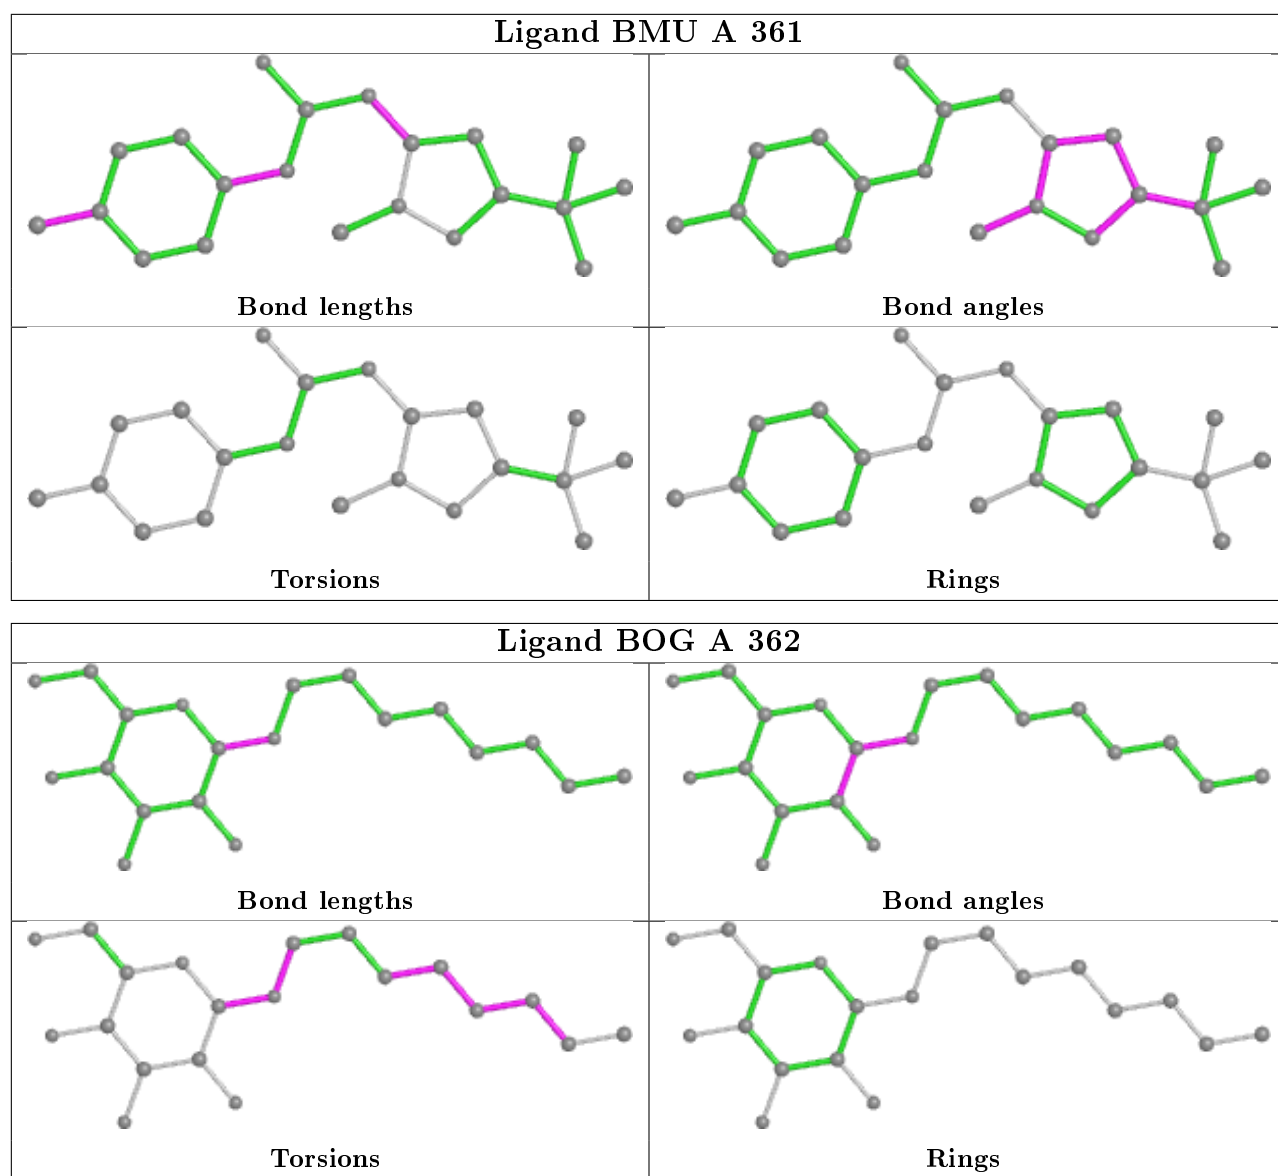 Ligand BMU A 361
Bond lengths
Bond angles
Torsions
Rings
Ligand BOG A 362
Bond lengths
Bond angles
Torsions
Rings